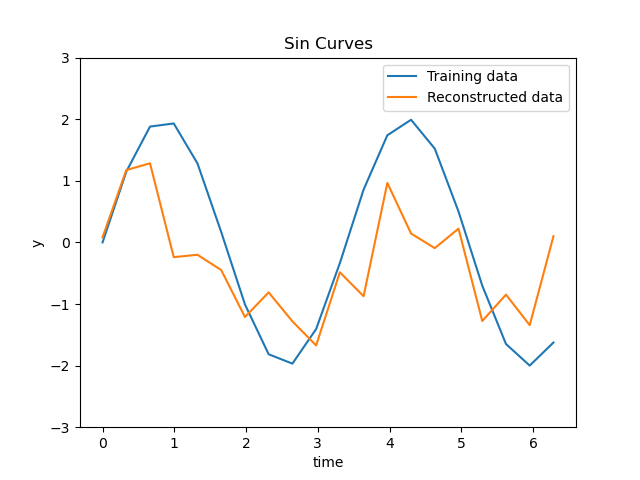 Sin Curves
Training data
Reconstructed data
3
2
1
0
−1
−2
−3
y
0 1 2 3 4 5 6
time